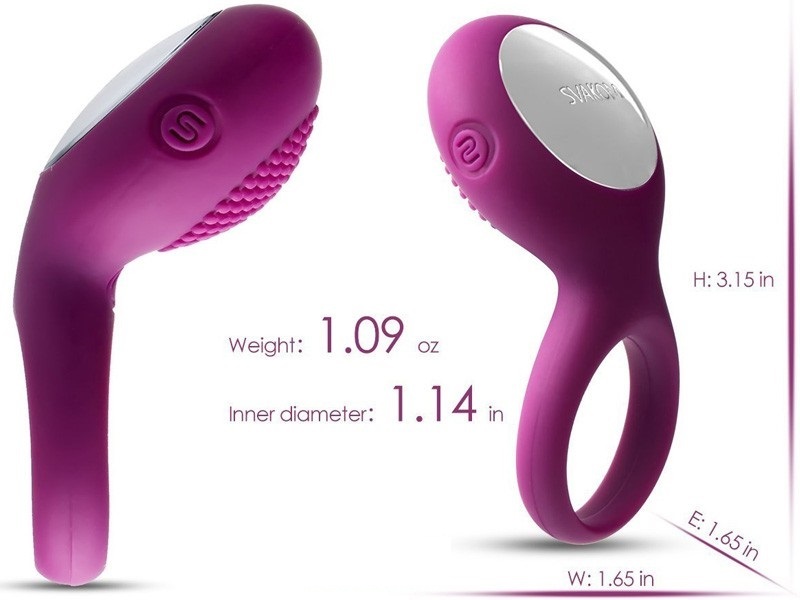 SVAKOM
H: 3.15 in
Weight: 1.09 oz
Inner diameter: 1.14 in
E: 1.65 in
W: 1.65 in